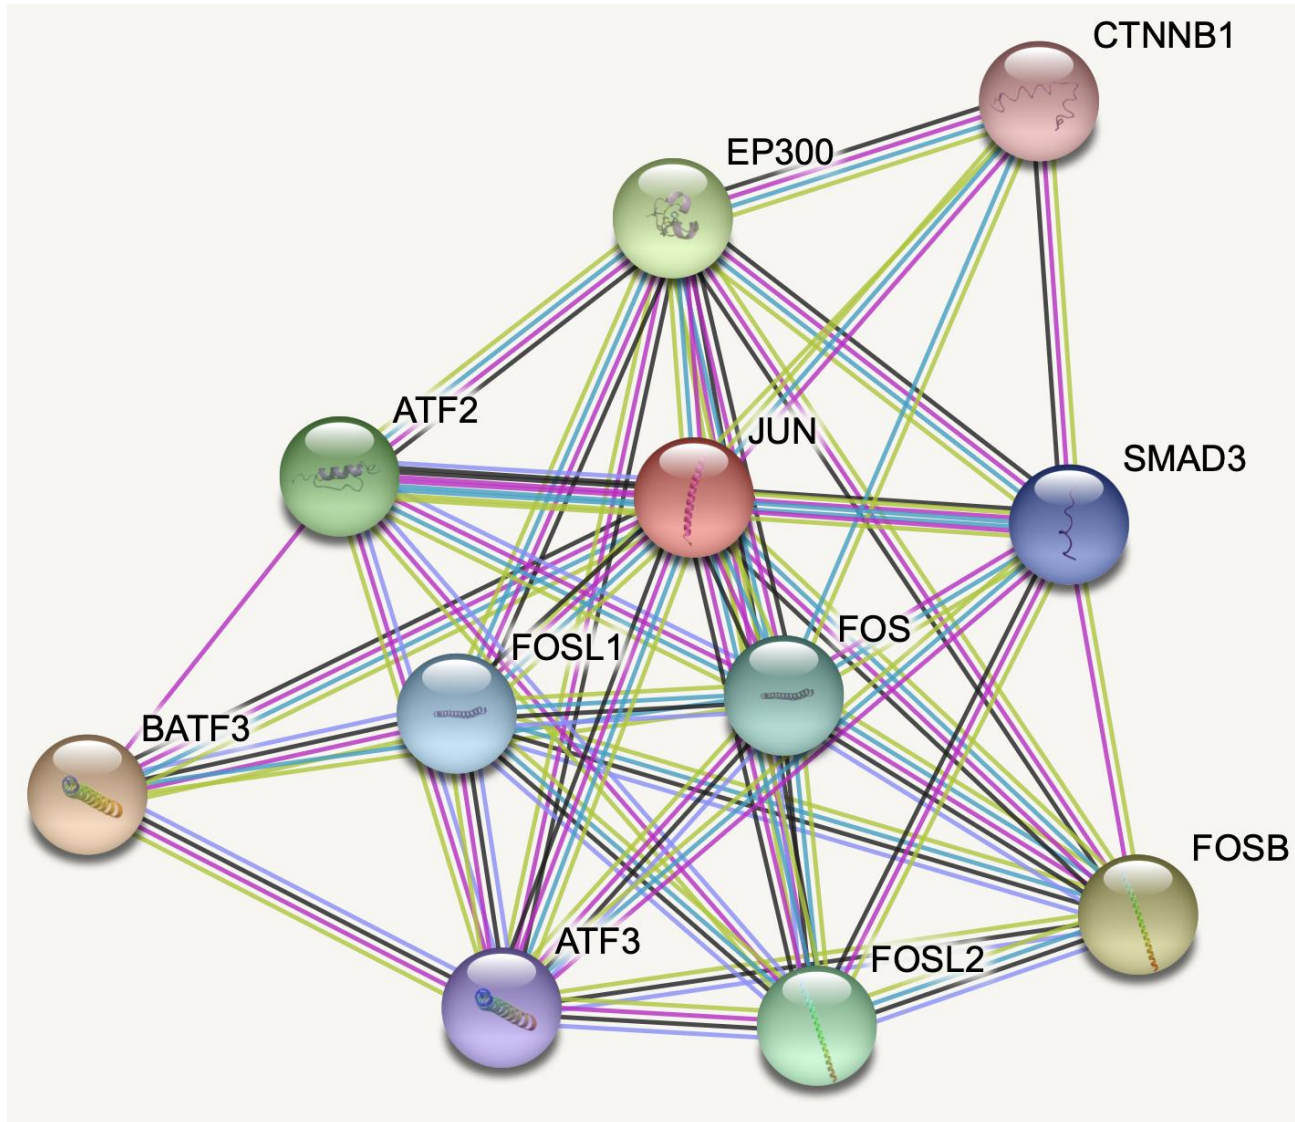 CTNNB1
EP300
ATF2
JUN
SMAD3
FOS
FOSL1
BATF3
FOSB
ATF3
FOSL2